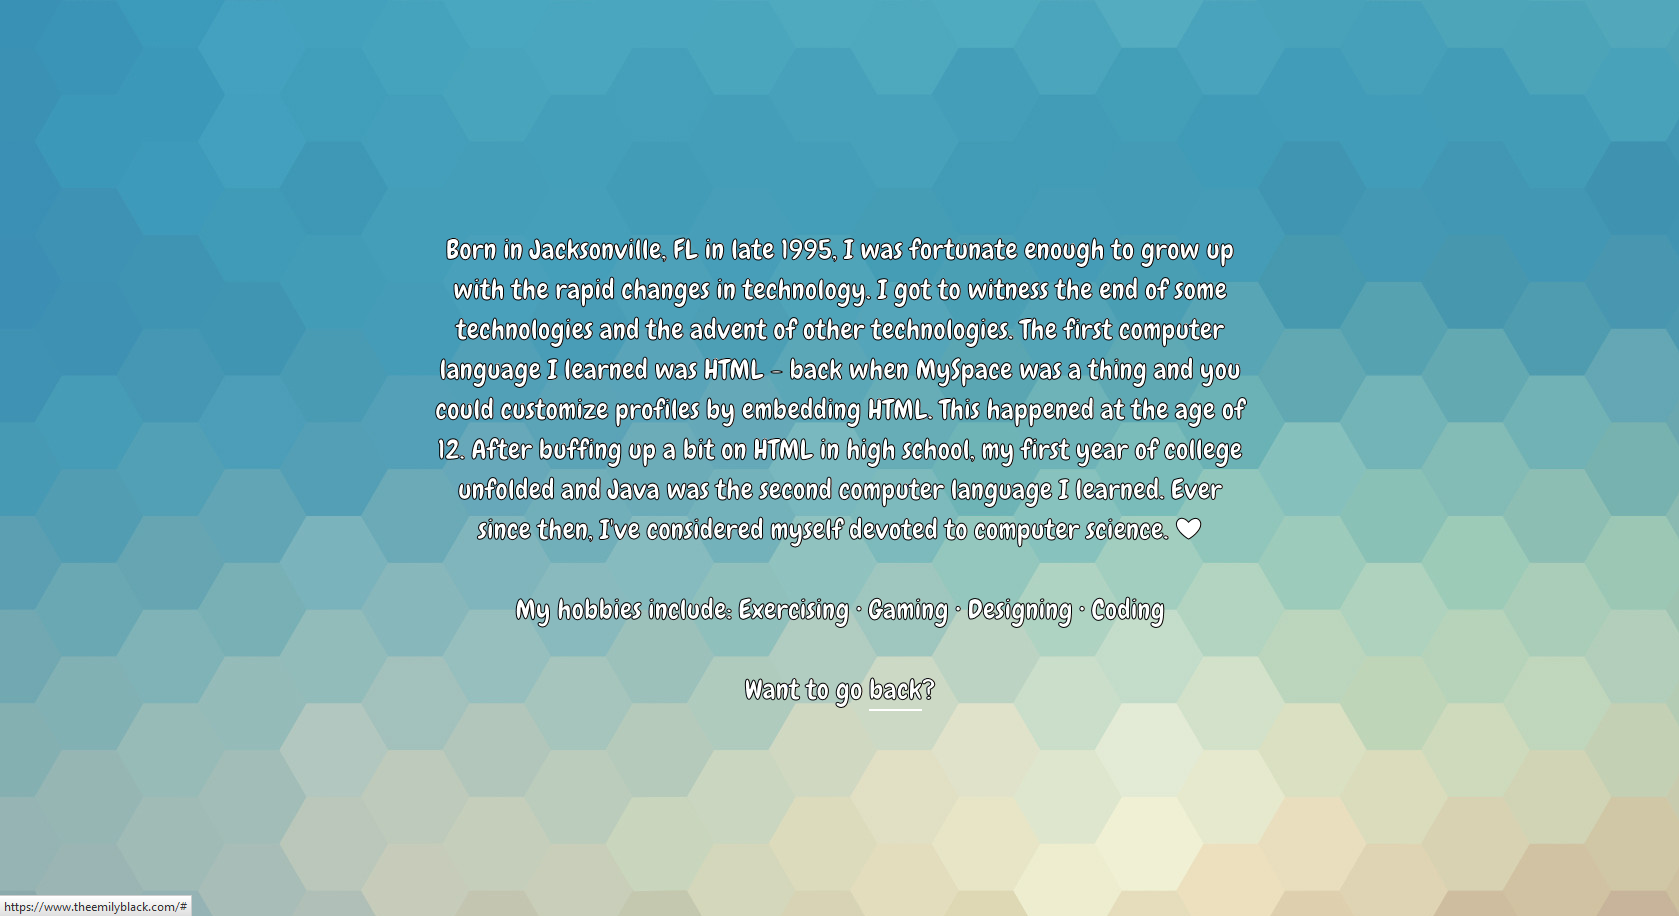 Born in Jacksonville, FL in late 1995, I was fortunate enough to grow up
with the rapid changes in technology. I got to witness the end of some
technologies and the advent of other technologies. The first computer
language I learned was HTML - back when MySpace was a thing and you
could customize profiles by embedding HTML. This happened at the age of
12. After buffing up a bit on HTML in high school, my first year of college
unfolded and Java was the second computer language I learned. Ever
since then, I've considered myself devoted to computer science. ♥
My hobbies include: Exercising · Gaming · Designing · Coding
Want to go back?
https://www.theemilyblack.com/#